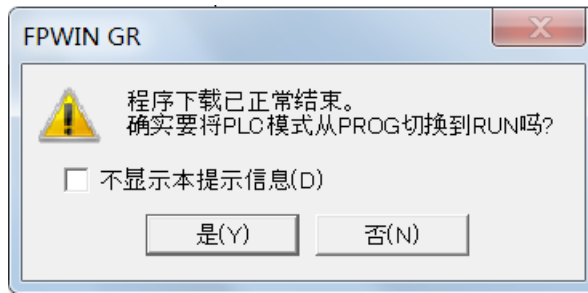 FPWIN GR
程序下载已正常结束。
确实要将PLC模式从PROG切换到RUN吗?
不显示本提示信息(D)
是(Y)
否(N)